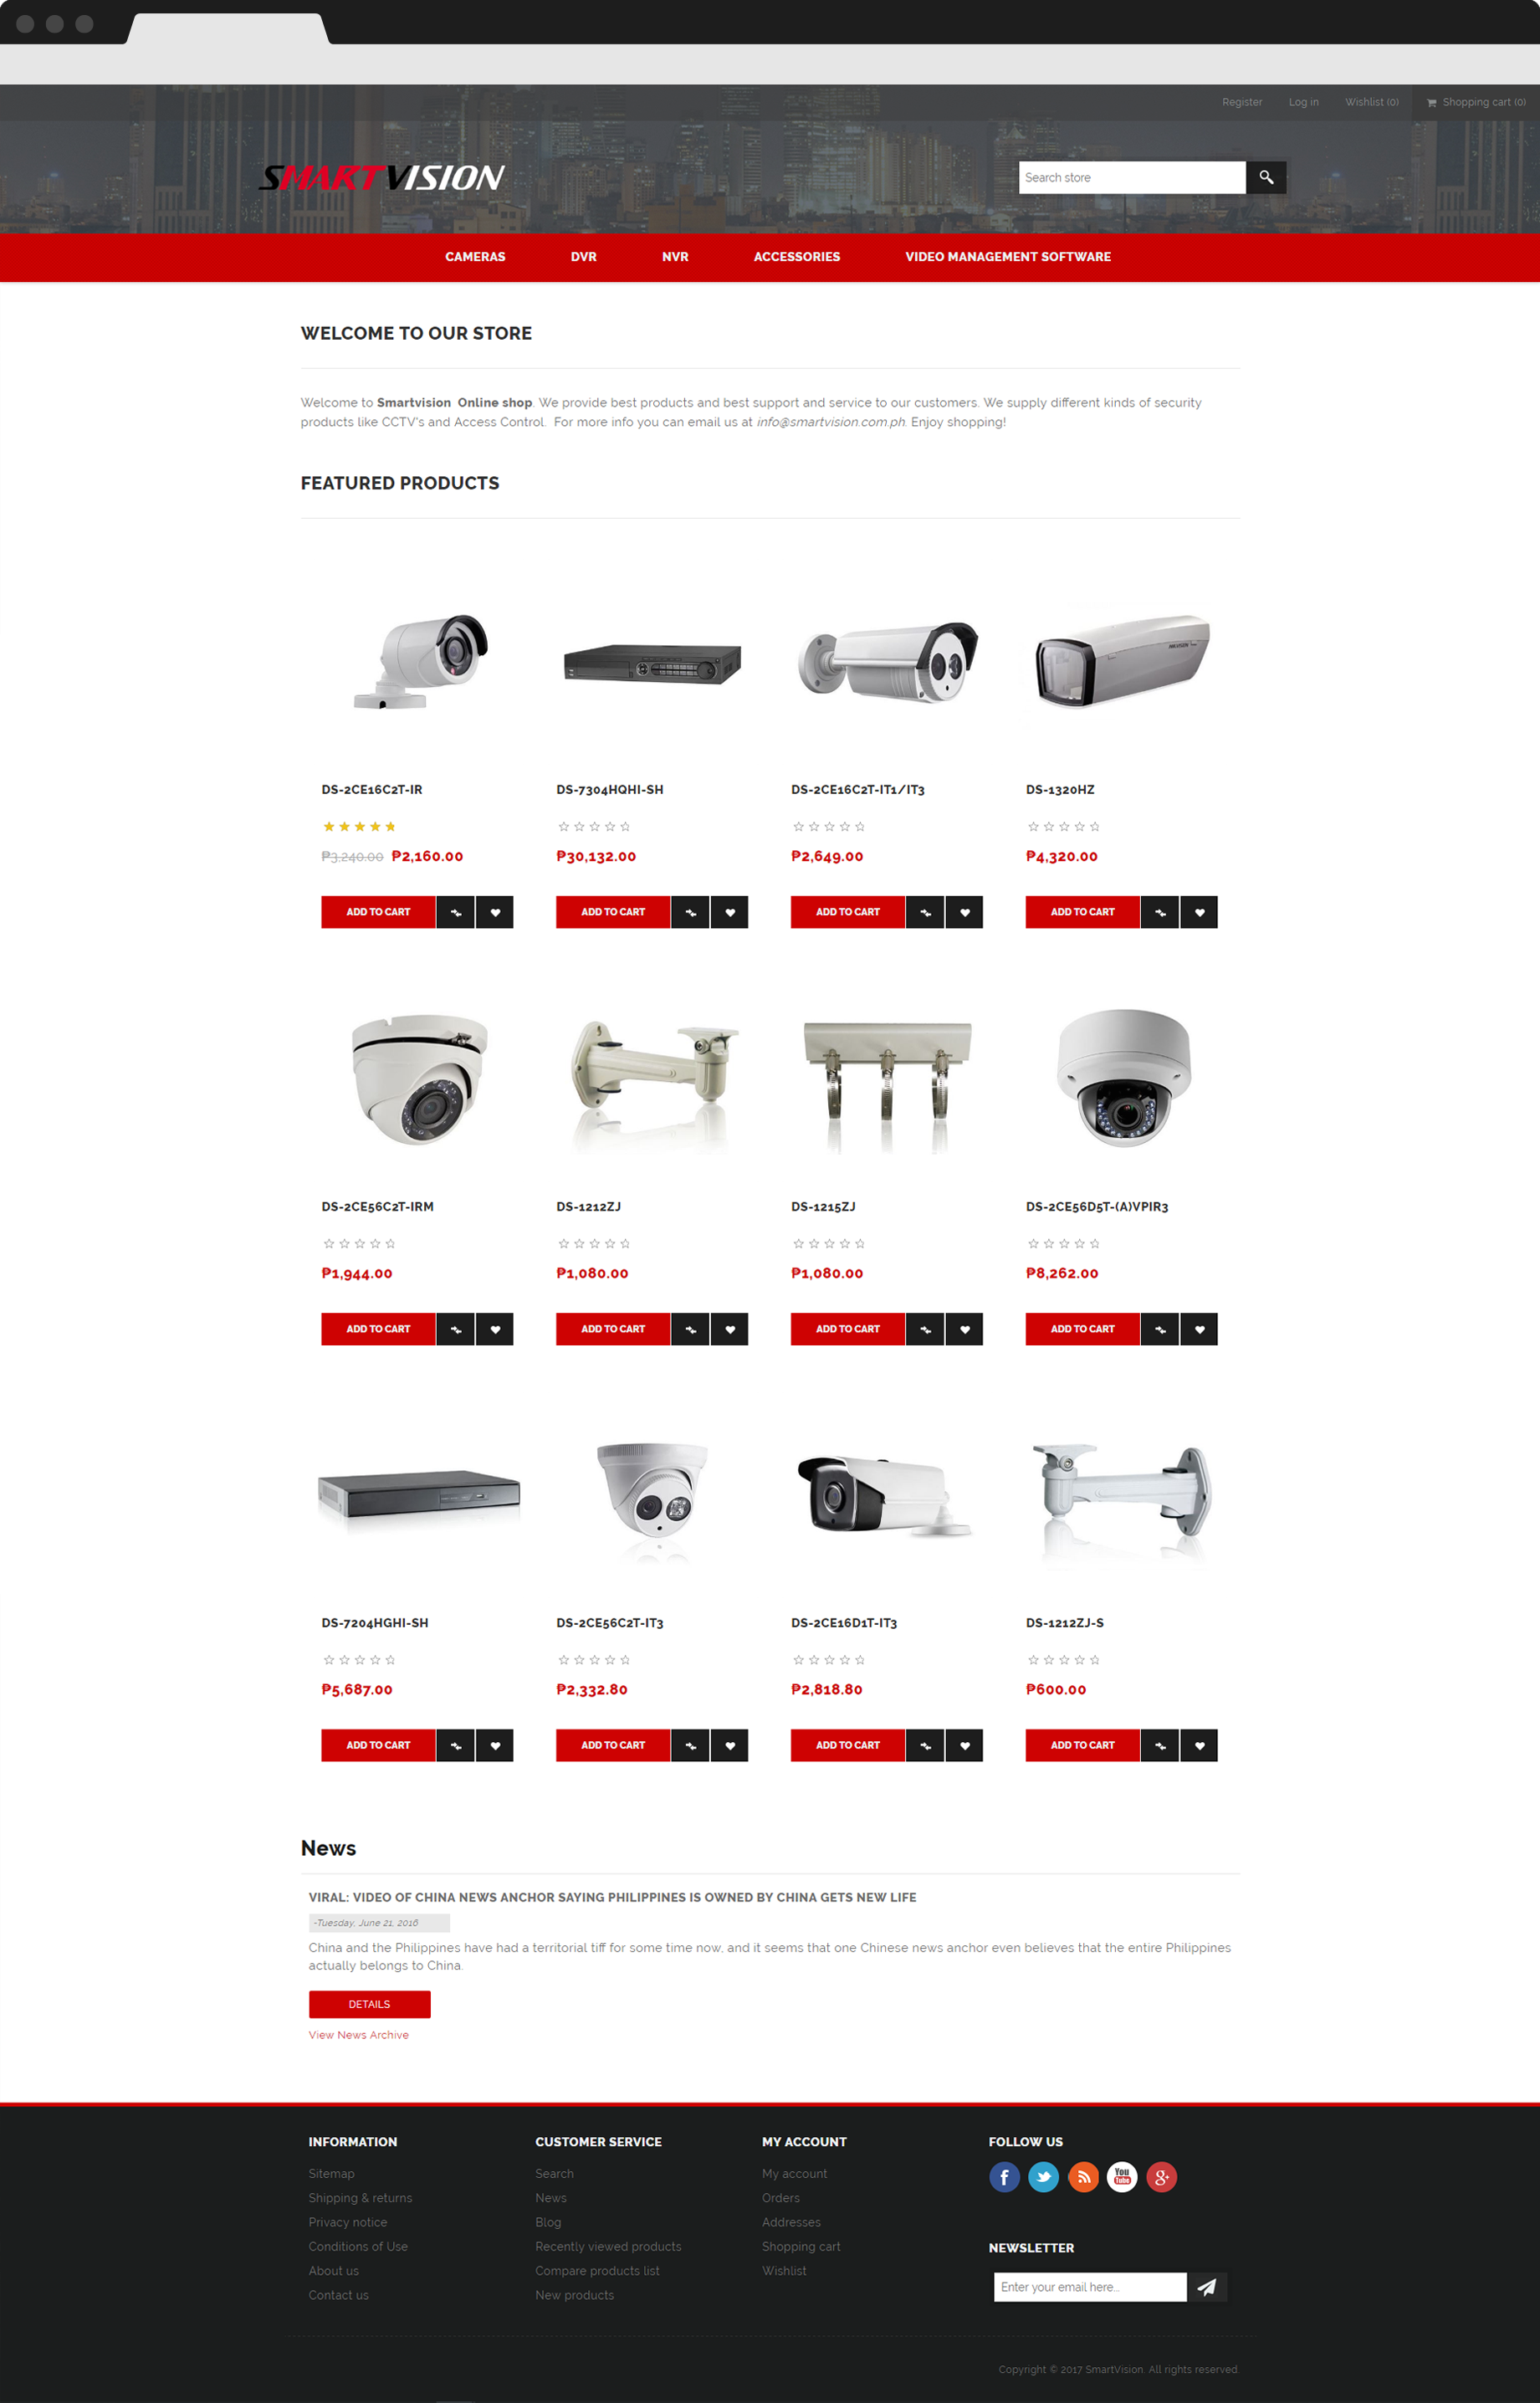 Register Log in Wishlist (0) Shopping cart (0)
SMARTVISION
Search store
CAMERAS DVR NVR ACCESSORIES VIDEO MANAGEMENT SOFTWARE
WELCOME TO OUR STORE
Welcome to Smartvision Online shop. We provide best products and best support and service to our customers. We supply different kinds of security
products like CCTV's and Access Control. For more info you can email us at info@smartvision.com.ph. Enjoy shopping!
FEATURED PRODUCTS
HIKVISION
DS-2CE16C2T-IR DS-7304HQHI-SH DS-2CE16C2T-IT1/IT3 DS-1320HZ
₱3,240.00 ₱2,160.00 ₱30,132.00 ₱2,649.00 ₱4,320.00
ADD TO CART ADD TO CART ADD TO CART ADD TO CART
DS-2CE56C2T-IRM DS-1212ZJ DS-1215ZJ DS-2CE56D5T-(A)VPIR3
₱1,944.00 ₱1,080.00 ₱1,080.00 ₱8,262.00
ADD TO CART ADD TO CART ADD TO CART ADD TO CART
DS-7204HGHI-SH DS-2CE56C2T-IT3 DS-2CE16D1T-IT3 DS-1212ZJ-S
₱5,687.00 ₱2,332.80 ₱2,818.80 ₱600.00
ADD TO CART ADD TO CART ADD TO CART ADD TO CART
News
VIRAL: VIDEO OF CHINA NEWS ANCHOR SAYING PHILIPPINES IS OWNED BY CHINA GETS NEW LIFE
-Tuesday, June 21, 2016
China and the Philippines have had a territorial tiff for some time now, and it seems that one Chinese news anchor even believes that the entire Philippines
actually belongs to China.
DETAILS
View News Archive
INFORMATION
Sitemap
Shipping & returns
Privacy notice
Conditions of Use
About us
Contact us
CUSTOMER SERVICE
Search
News
Blog
Recently viewed products
Compare products list
New products
MY ACCOUNT
My account
Orders
Addresses
Shopping cart
Wishlist
FOLLOW US
f You Tube g+
NEWSLETTER
Enter your email here...
Copyright © 2017 SmartVision. All rights reserved.